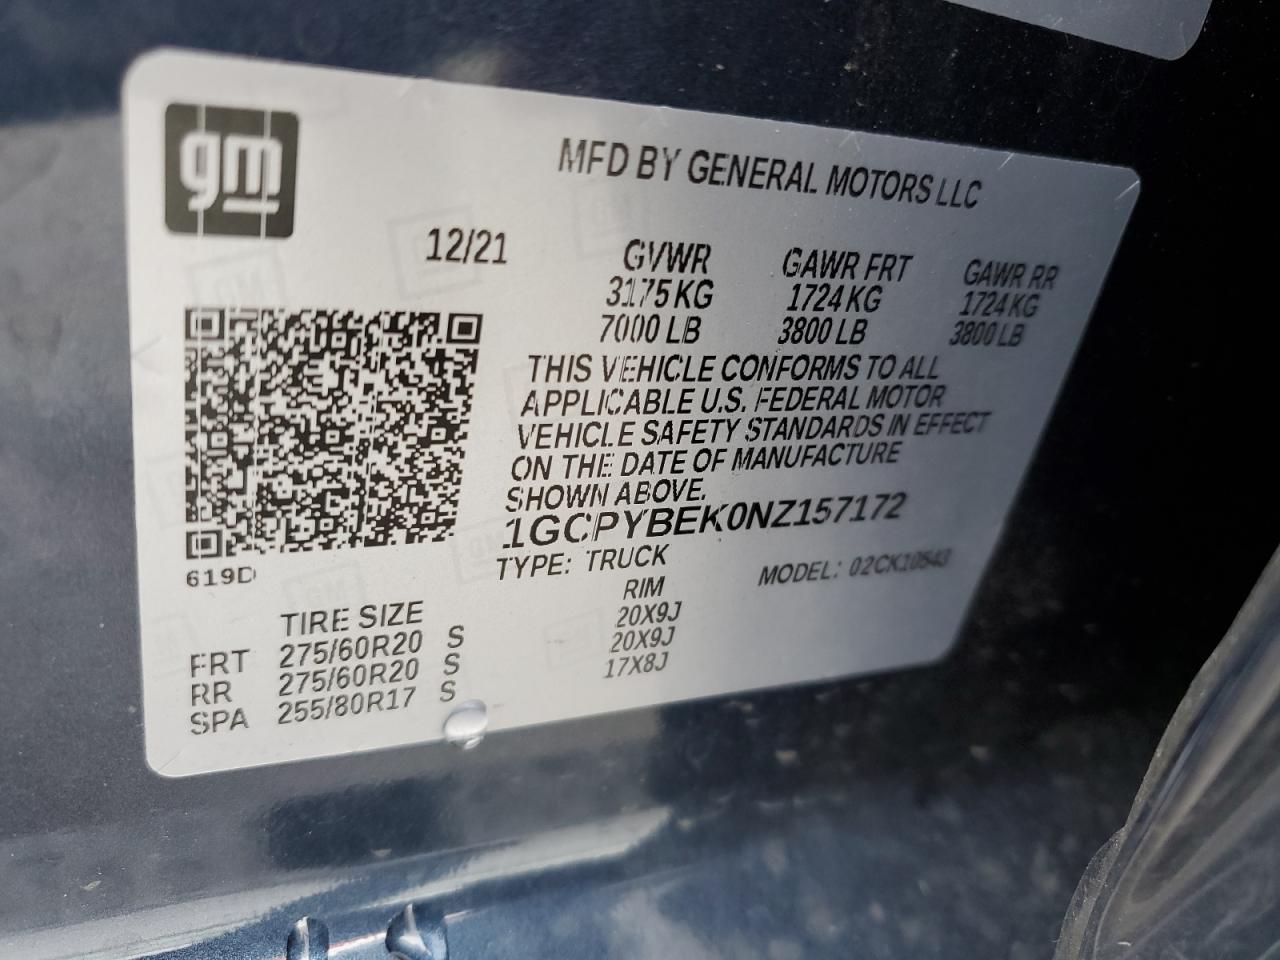 gm
MFD BY GENERAL MOTORS LLC
12/21
GVWR GAWR FRT GAWR RR
3175 KG 1724 KG 1724 KG
7000 LB 3800 LB 3800 LB
THIS VEHICLE CONFORMS TO ALL
APPLICABLE U.S. FEDERAL MOTOR
VEHICLE SAFETY STANDARDS IN EFFECT
ON THE DATE OF MANUFACTURE
SHOWN ABOVE.
1GCPYBEK0NZ157172
TYPE: TRUCK MODEL: 02CK10543
619D
TIRE SIZE RIM
FRT 275/60R20 S 20X9J
RR 275/60R20 S 20X9J
SPA 255/80R17 S 17X8J